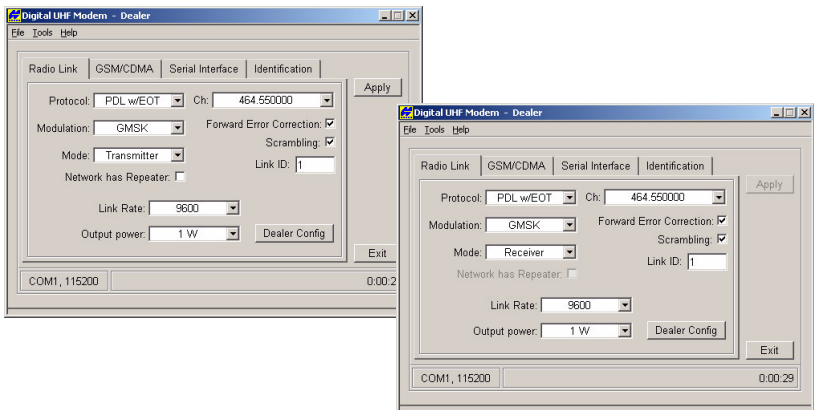 Digital UHF Modem - Dealer
File Tools Help
Radio Link GSM/CDMA Serial Interface Identification
Apply
Protocol: PDL w/EOT Ch: 464.550000
Modulation: GMSK Forward Error Correction:
Scrambling:
Mode: Transmitter
Link ID: 1
Network has Repeater:
Link Rate: 9600
Output power: 1 W Dealer Config
Exit
COM1, 115200 0:00:2
Digital UHF Modem - Dealer
File Tools Help
Radio Link GSM/CDMA Serial Interface Identification
Apply
Protocol: PDL w/EOT Ch: 464.550000
Modulation: GMSK Forward Error Correction:
Scrambling:
Mode: Receiver
Link ID: 1
Network has Repeater:
Link Rate: 9600
Output power: 1 W Dealer Config
Exit
COM1, 115200 0:00:29